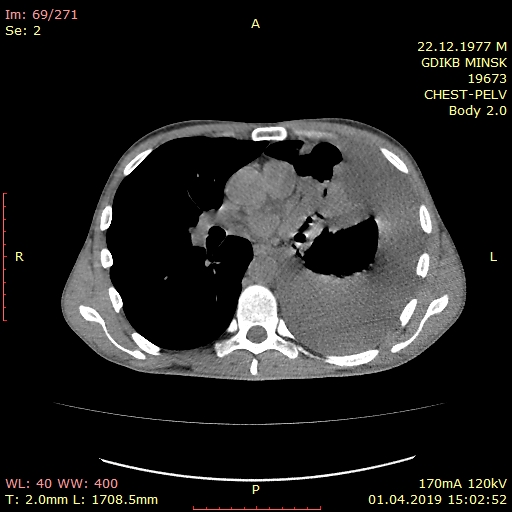 Im: 69/271
Se: 2
A
22.12.1977 M
GDIKB MINSK
19673
CHEST-PELV
Body 2.0
R
L
WL: 40 WW: 400
T: 2.0mm L: 1708.5mm
P
170mA 120kV
01.04.2019 15:02:52